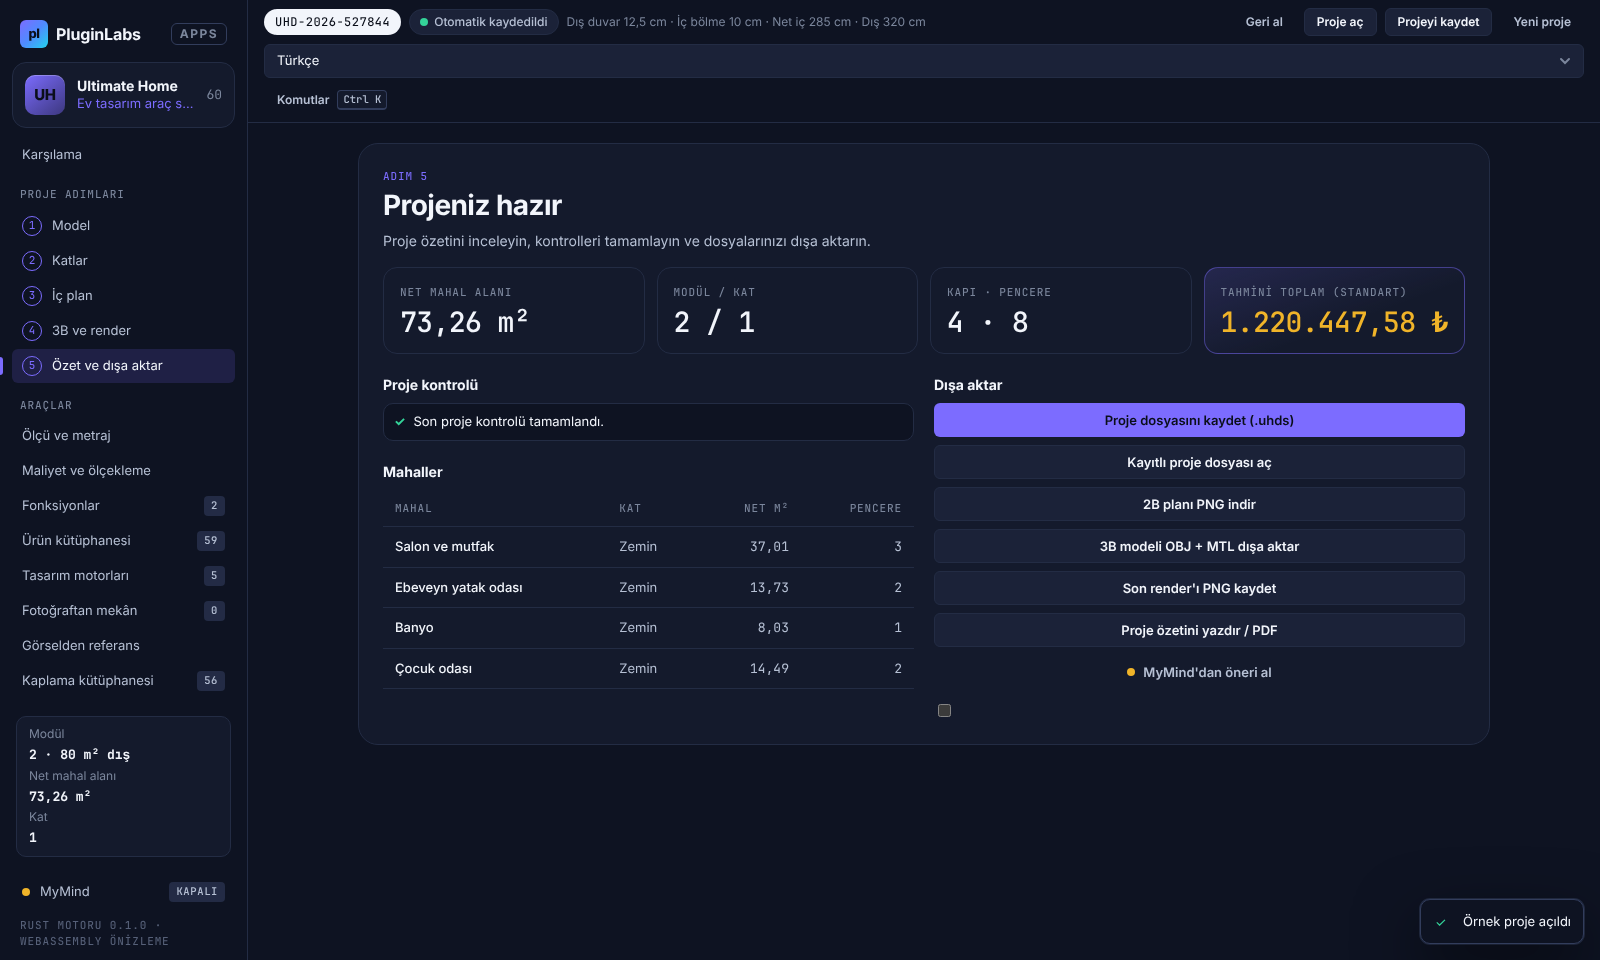 pl PluginLabs APPS
UH Ultimate Home
Ev tasarım araç s... 60
Karşılama
PROJE ADIMLARI
1 Model
2 Katlar
3 İç plan
4 3B ve render
5 Özet ve dışa aktar
ARAÇLAR
Ölçü ve metraj
Maliyet ve ölçekleme
Fonksiyonlar 2
Ürün kütüphanesi 59
Tasarım motorları 5
Fotoğraftan mekân 0
Görselden referans
Kaplama kütüphanesi 56
Modül
2 · 80 m² dış
Net mahal alanı
73,26 m²
Kat
1
MyMind KAPALI
RUST MOTORU 0.1.0 ·
WEBASSEMBLY ÖNİZLEME
UHD-2026-527844 Otomatik kaydedildi Dış duvar 12,5 cm · İç bölme 10 cm · Net iç 285 cm · Dış 320 cm Geri al Proje aç Projeyi kaydet Yeni proje
Türkçe
Komutlar Ctrl K
ADIM 5
Projeniz hazır
Proje özetini inceleyin, kontrolleri tamamlayın ve dosyalarınızı dışa aktarın.
NET MAHAL ALANI
73,26 m²
MODÜL / KAT
2 / 1
KAPI · PENCERE
4 · 8
TAHMİNİ TOPLAM (STANDART)
1.220.447,58 ₺
Proje kontrolü
✓ Son proje kontrolü tamamlandı.
Mahaller
MAHAL KAT NET M² PENCERE
Salon ve mutfak Zemin 37,01 3
Ebeveyn yatak odası Zemin 13,73 2
Banyo Zemin 8,03 1
Çocuk odası Zemin 14,49 2
Dışa aktar
Proje dosyasını kaydet (.uhds)
Kayıtlı proje dosyası aç
2B planı PNG indir
3B modeli OBJ + MTL dışa aktar
Son render'ı PNG kaydet
Proje özetini yazdır / PDF
MyMind'dan öneri al
✓ Örnek proje açıldı